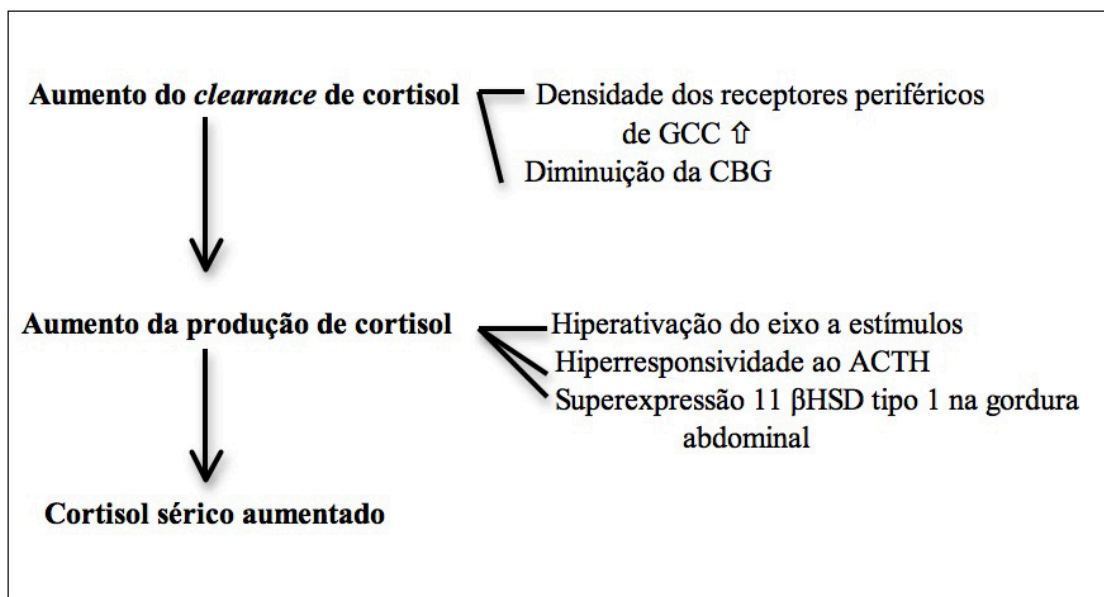 Aumento do clearance de cortisol
Densidade dos receptores periféricos
de GCC ⇧
Diminuição da CBG
Aumento da produção de cortisol
Hiperativação do eixo a estímulos
Hiperresponsividade ao ACTH
Superexpressão 11 βHSD tipo 1 na gordura
abdominal
Cortisol sérico aumentado